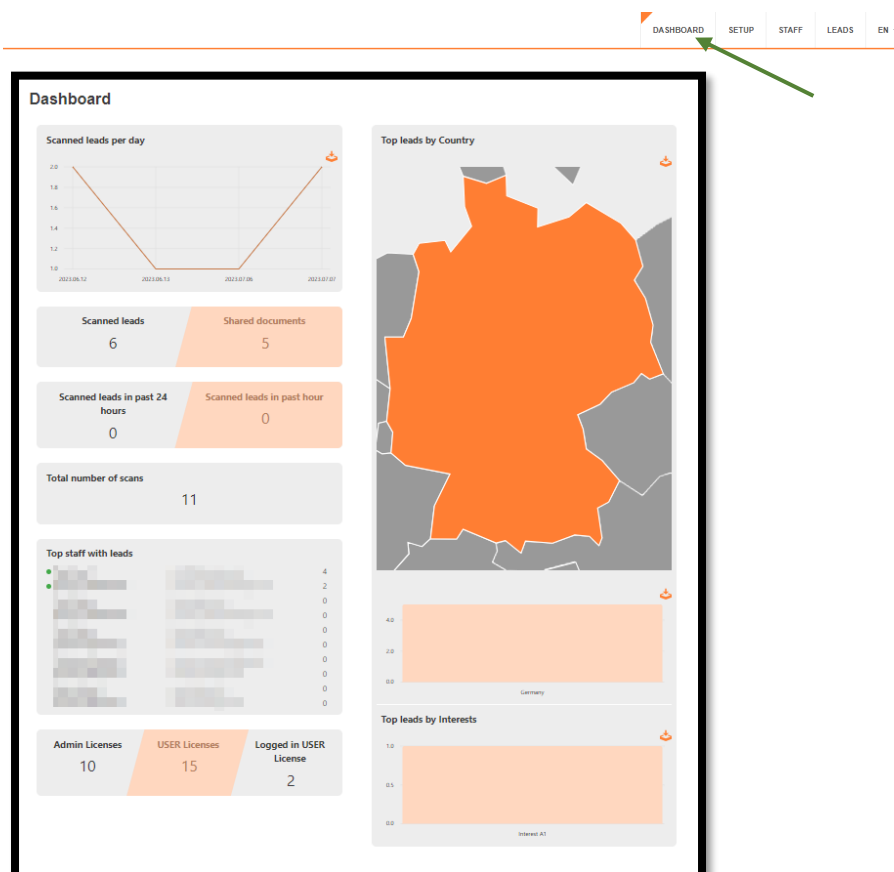 DASHBOARD SETUP STAFF LEADS EN
Dashboard
Scanned leads per day
2.0
1.8
1.6
1.4
1.2
1.0
2023.06.12 2023.06.13 2023.07.06 2023.07.07
Scanned leads
6
Shared documents
5
Scanned leads in past 24
hours
0
Scanned leads in past hour
0
Total number of scans
11
Top staff with leads
4
2
0
0
0
0
0
0
0
0
Admin Licenses
10
USER Licenses
15
Logged in USER
License
2
Top leads by Country
4.0
2.0
0.0
Germany
Top leads by Interests
1.0
0.5
0.0
Interest A1